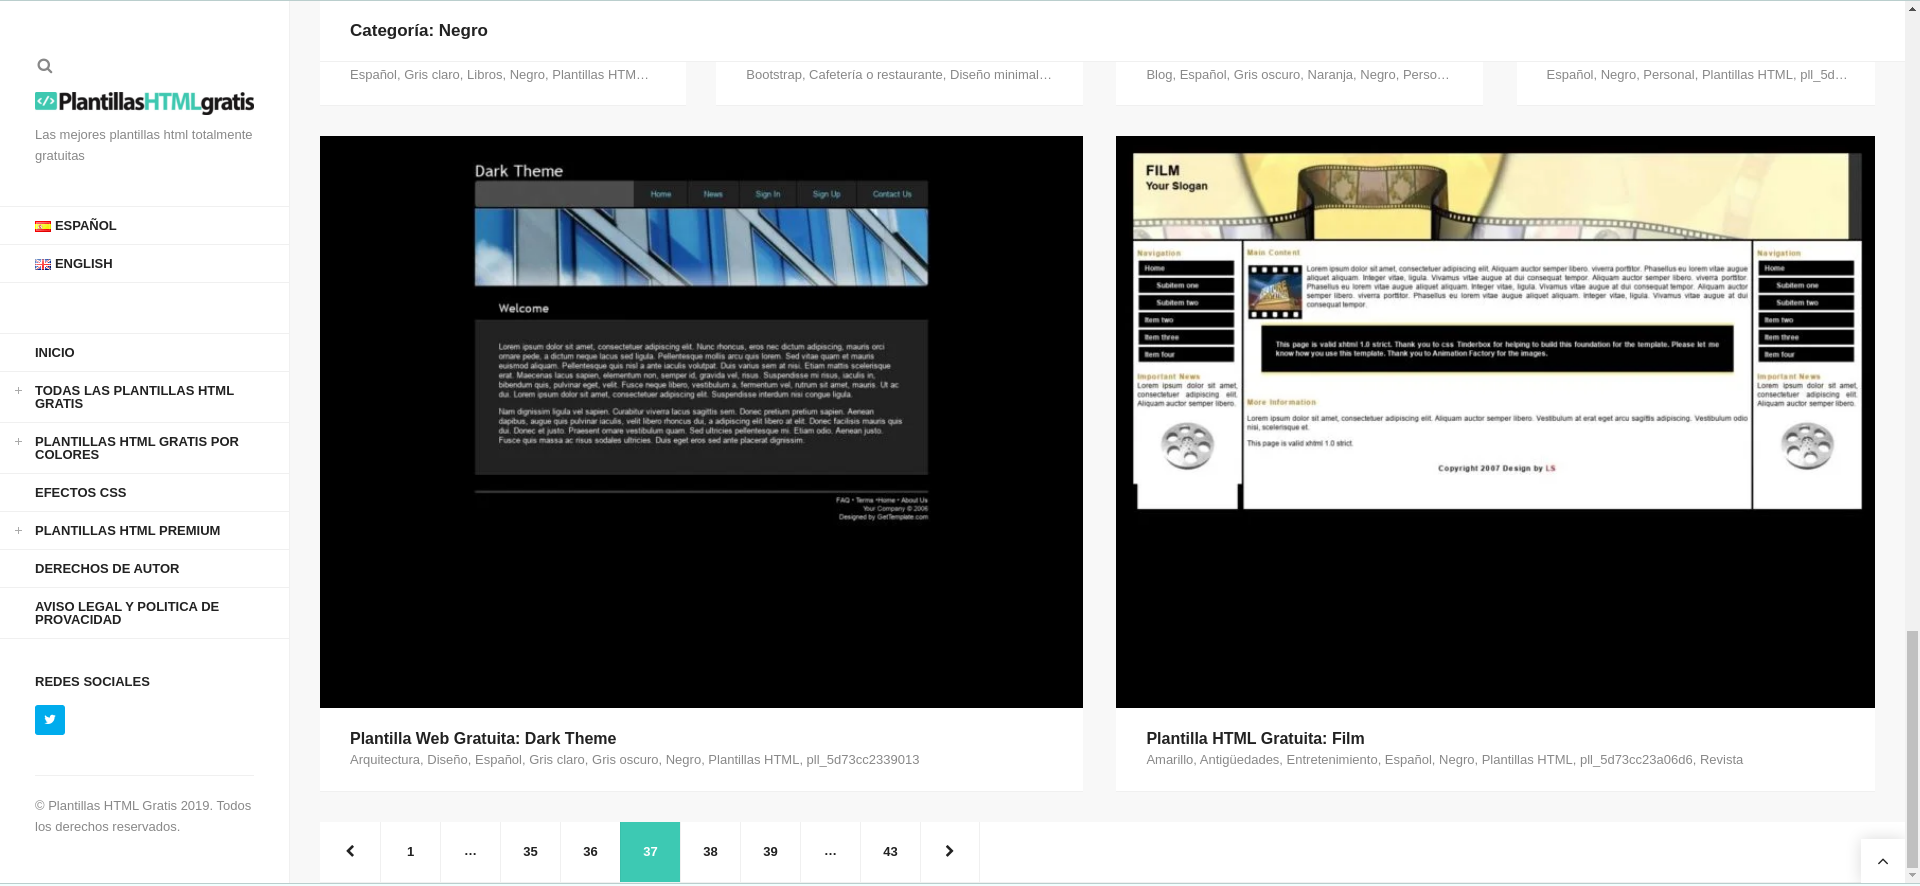 Categoría: Negro
Español, Gris claro, Libros, Negro, Plantillas HTM…
Bootstrap, Cafetería o restaurante, Diseño minimal…
Blog, Español, Gris oscuro, Naranja, Negro, Perso…
Español, Negro, Personal, Plantillas HTML, pll_5d…
PlantillasHTMLgratis
Las mejores plantillas html totalmente
gratuitas
ESPAÑOL
ENGLISH
INICIO
TODAS LAS PLANTILLAS HTML
GRATIS
PLANTILLAS HTML GRATIS POR
COLORES
EFECTOS CSS
PLANTILLAS HTML PREMIUM
DERECHOS DE AUTOR
AVISO LEGAL Y POLITICA DE
PROVACIDAD
REDES SOCIALES
© Plantillas HTML Gratis 2019. Todos
los derechos reservados.
Dark Theme
Home News Sign In Sign Up Contact Us
Welcome
Lorem ipsum dolor sit amet, consectetuer adipiscing elit. Nunc rhoncus, eros nec dictum adipiscing, mauris orci
ornare pede, a dictum neque lacus sed ligula. Pellentesque mollis arcu quis lorem. Sed vitae quam et mauris
euismod aliquam. Pellentesque quis nisl a ante iaculis volutpat. Duis varius sem at nisi. Etiam mattis scelerisque
erat. Maecenas lacus sapien, elementum non, semper id, gravida vel, risus. Suspendisse mi risus, iaculis in,
bibendum quis, pulvinar eget, velit. Fusce neque libero, vestibulum a, fermentum vel, rutrum sit amet, mauris. Ut ac
dui. Lorem ipsum dolor sit amet, consectetuer adipiscing elit. Suspendisse interdum nisi congue ligula.
Nam dignissim ligula vel sapien. Curabitur viverra lacus sagittis sem. Donec pretium pretium sapien. Aenean
dapibus, augue quis pulvinar iaculis, velit libero rhoncus dui, a adipiscing elit libero at elit. Donec facilisis mauris quis
dui. Donec et justo. Praesent ornare vestibulum quam. Sed ultricies pellentesque mi. Etiam odio. Aenean justo.
Fusce quis massa ac risus sodales ultricies. Duis eget eros sed ante placerat dignissim.
FAQ • Terms •Home • About Us
Your Company © 2006
Designed by GetTemplate.com
Plantilla Web Gratuita: Dark Theme
Arquitectura, Diseño, Español, Gris claro, Gris oscuro, Negro, Plantillas HTML, pll_5d73cc2339013
FILM
Your Slogan
Navigation
Home
Subitem one
Subitem two
Item two
Item three
Item four
Important News
Lorem ipsum dolor sit amet,
consectetuer adipiscing elit.
Aliquam auctor semper libero.
Main Content
Lorem ipsum dolor sit amet, consectetuer adipiscing elit. Aliquam auctor semper libero. viverra porttitor. Phasellus eu lorem vitae augue
aliquet aliquam. Integer vitae, ligula. Vivamus vitae augue at dui consequat tempor. Aliquam auctor semper libero. viverra porttitor.
Phasellus eu lorem vitae augue aliquet aliquam. Integer vitae, ligula. Vivamus vitae augue at dui consequat tempor. Aliquam auctor
semper libero. viverra porttitor. Phasellus eu lorem vitae augue aliquet aliquam. Integer vitae, ligula. Vivamus vitae augue at dui
consequat tempor.
This page is valid xhtml 1.0 strict. Thank you to css Tinderbox for helping to build this foundation for the template. Please let me
know how you use this template. Thank you to Animation Factory for the images.
More Information
Lorem ipsum dolor sit amet, consectetuer adipiscing elit. Aliquam auctor semper libero. Vestibulum at erat eget arcu sagittis adipiscing. Vestibulum odio
nisi, scelerisque et.
This page is valid xhtml 1.0 strict.
Copyright 2007 Design by LS
Navigation
Home
Subitem one
Subitem two
Item two
Item three
Item four
Important News
Lorem ipsum dolor sit amet,
consectetuer adipiscing elit.
Aliquam auctor semper libero.
Plantilla HTML Gratuita: Film
Amarillo, Antigüedades, Entretenimiento, Español, Negro, Plantillas HTML, pll_5d73cc23a06d6, Revista
1 … 35 36 37 38 39 … 43